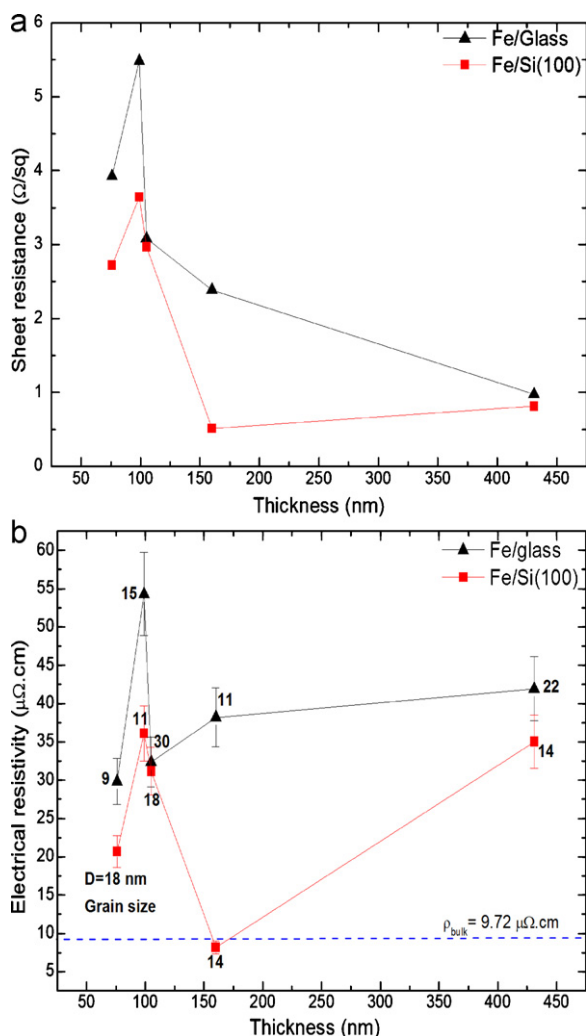 a
6
5
4
3
2
1
0
Sheet resistance (Ω/sq)
Fe/Glass
Fe/Si(100)
50 100 150 200 250 300 350 400 450
Thickness (nm)
b
60
55
50
45
40
35
30
25
20
15
10
5
Electrical resistivity (μΩ.cm)
Fe/glass
Fe/Si(100)
15
11
30
18
9
11
22
14
D=18 nm
Grain size
ρbulk= 9.72 μΩ.cm
14
50 100 150 200 250 300 350 400 450
Thickness (nm)